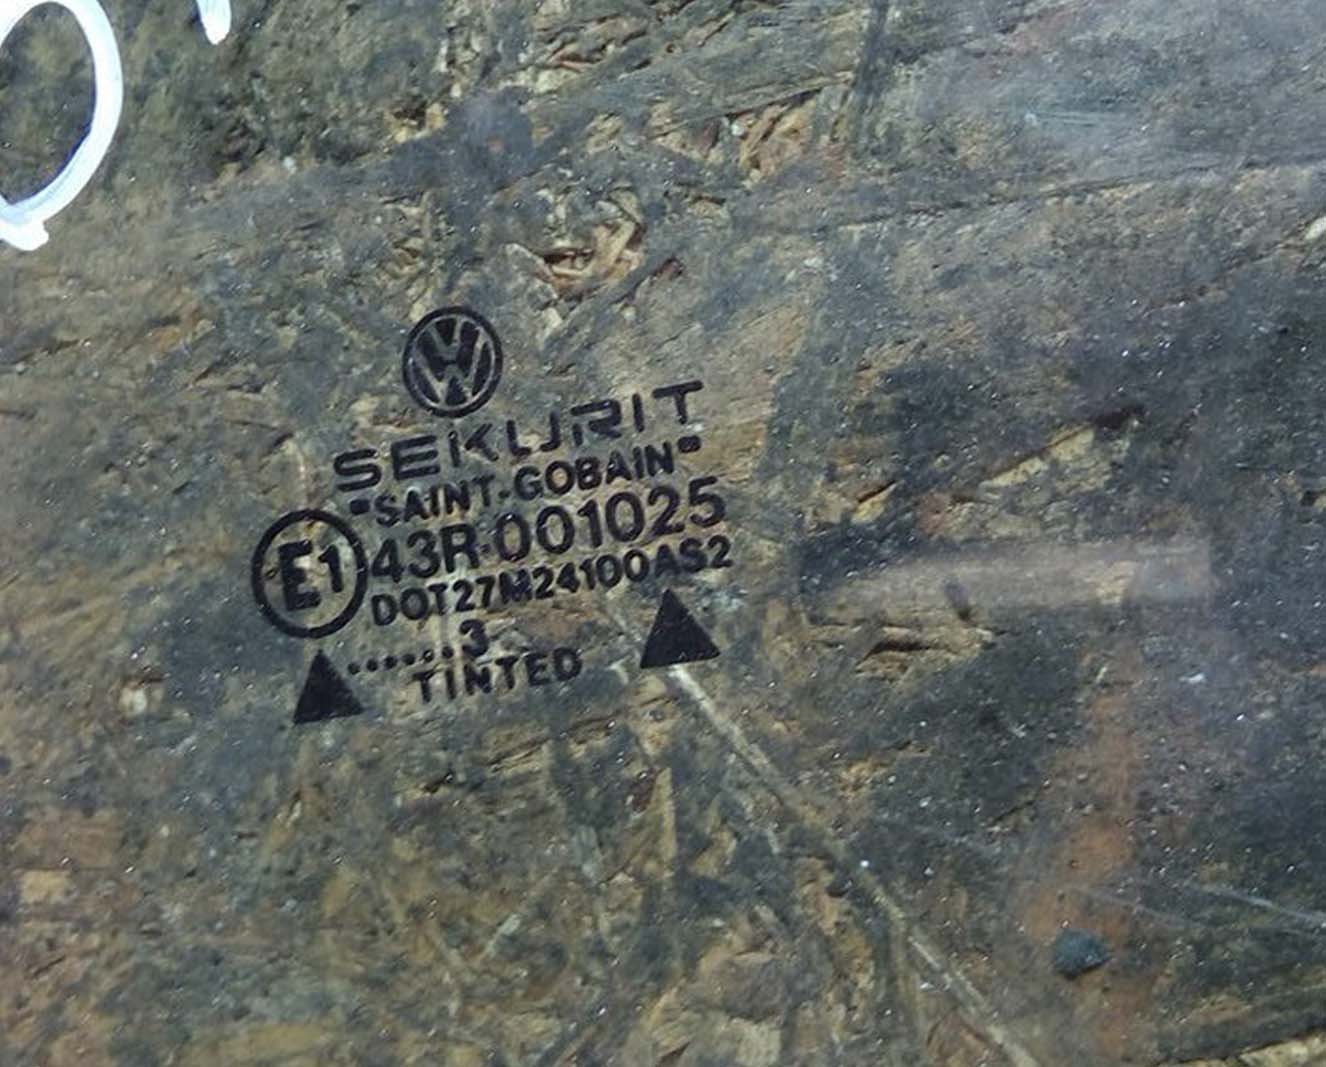 SEKURIT
"SAINT-GOBAIN"
E1 43R-001025
DOT27M24100AS2
.......3
TINTED